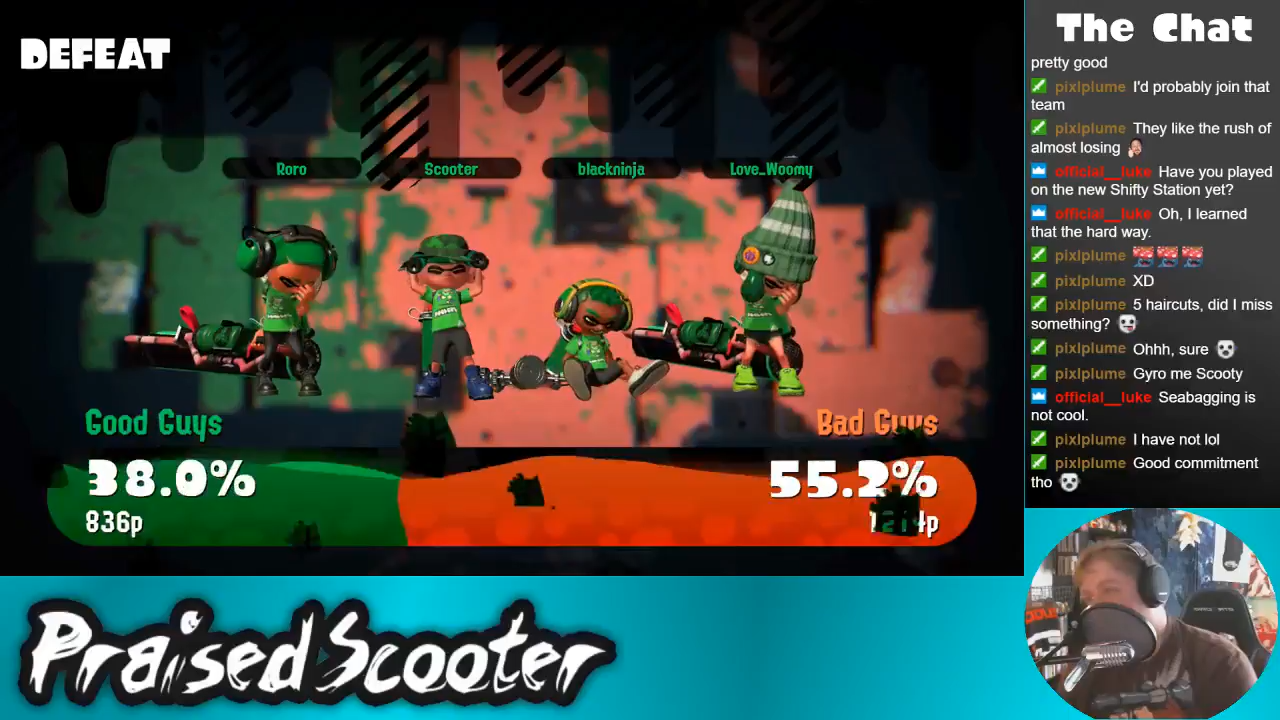 DEFEAT
Roro
Scooter
blackninja
Love_Woomy
Good Guys
Bad Guys
38.0%
55.2%
836p
The Chat
pretty good
pixlplume I'd probably join that
team
pixlplume They like the rush of
almost losing
official__luke Have you played
on the new Shifty Station yet?
official__luke Oh, I learned
that the hard way.
pixlplume
pixlplume XD
pixlplume 5 haircuts, did I miss
something?
pixlplume Ohhh, sure
pixlplume Gyro me Scooty
official__luke Seabagging is
not cool.
pixlplume I have not lol
pixlplume Good commitment
tho
PraisedScooter